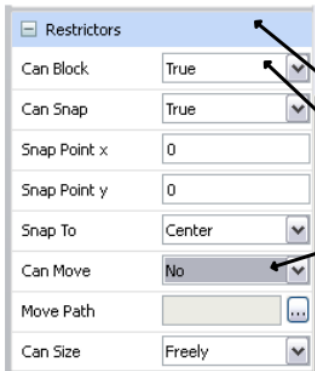 Restrictors
Can Block True
Can Snap True
Snap Point x 0
Snap Point y 0
Snap To Center
Can Move No
Move Path ...
Can Size Freely